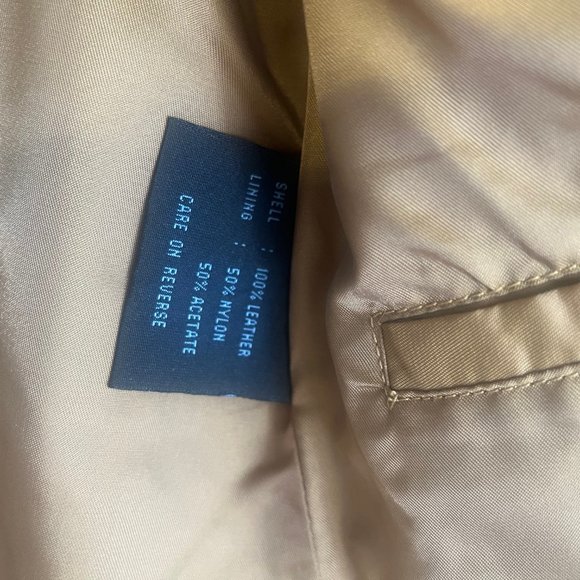 SHELL : 100% LEATHER
LINING : 50% NYLON
50% ACETATE
CARE ON REVERSE